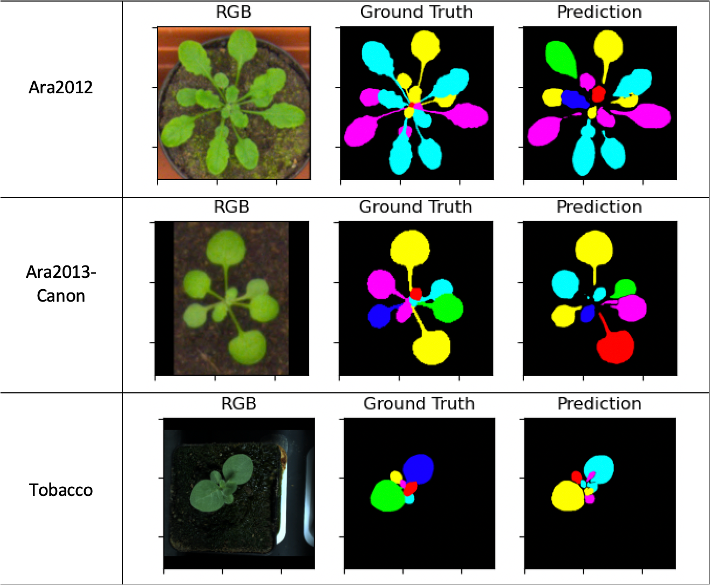 RGB Ground Truth Prediction
Ara2012
RGB Ground Truth Prediction
Ara2013-
Canon
RGB Ground Truth Prediction
Tobacco